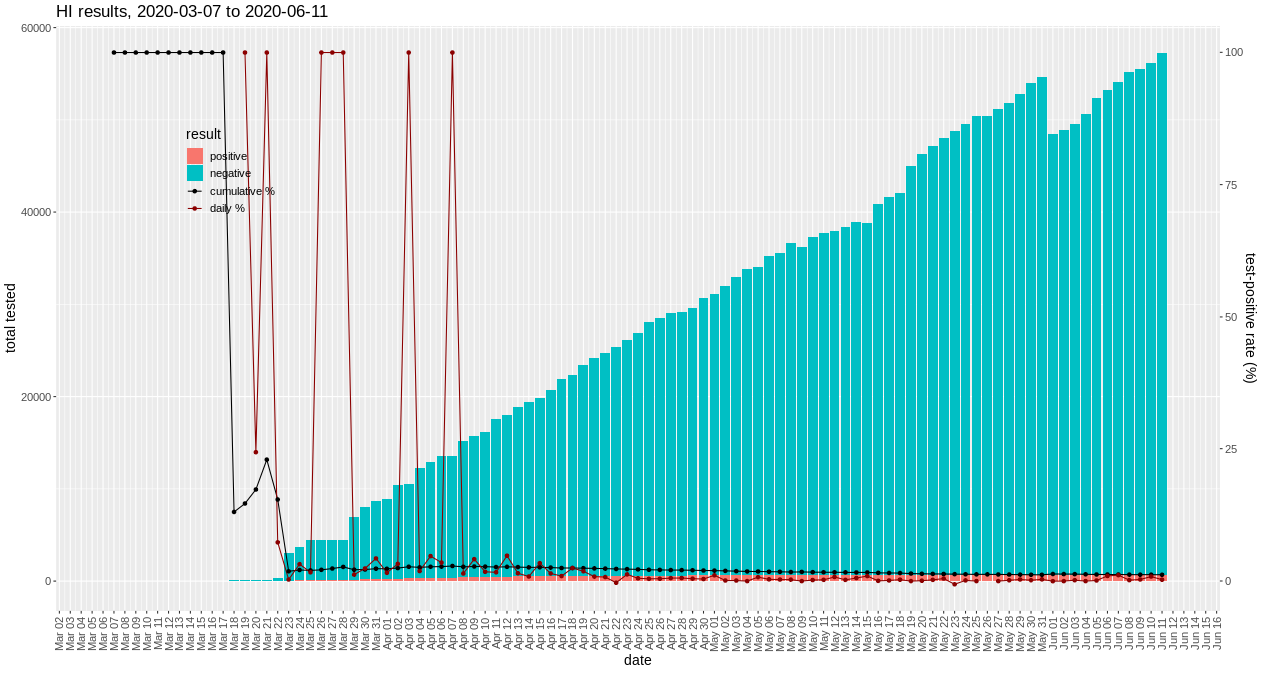 HI results, 2020-03-07 to 2020-06-11
60000
40000
20000
0
total tested
result
positive
negative
cumulative %
daily %
100
75
50
25
0
test-positive rate (%)
Mar 02
Mar 03
Mar 04
Mar 05
Mar 06
Mar 07
Mar 08
Mar 09
Mar 10
Mar 11
Mar 12
Mar 13
Mar 14
Mar 15
Mar 16
Mar 17
Mar 18
Mar 19
Mar 20
Mar 21
Mar 22
Mar 23
Mar 24
Mar 25
Mar 26
Mar 27
Mar 28
Mar 29
Mar 30
Mar 31
Apr 01
Apr 02
Apr 03
Apr 04
Apr 05
Apr 06
Apr 07
Apr 08
Apr 09
Apr 10
Apr 11
Apr 12
Apr 13
Apr 14
Apr 15
Apr 16
Apr 17
Apr 18
Apr 19
Apr 20
Apr 21
Apr 22
Apr 23
Apr 24
Apr 25
Apr 26
Apr 27
Apr 28
Apr 29
Apr 30
May 01
May 02
May 03
May 04
May 05
May 06
May 07
May 08
May 09
May 10
May 11
May 12
May 13
May 14
May 15
May 16
May 17
May 18
May 19
May 20
May 21
May 22
May 23
May 24
May 25
May 26
May 27
May 28
May 29
May 30
May 31
Jun 01
Jun 02
Jun 03
Jun 04
Jun 05
Jun 06
Jun 07
Jun 08
Jun 09
Jun 10
Jun 11
Jun 12
Jun 13
Jun 14
Jun 15
Jun 16
date